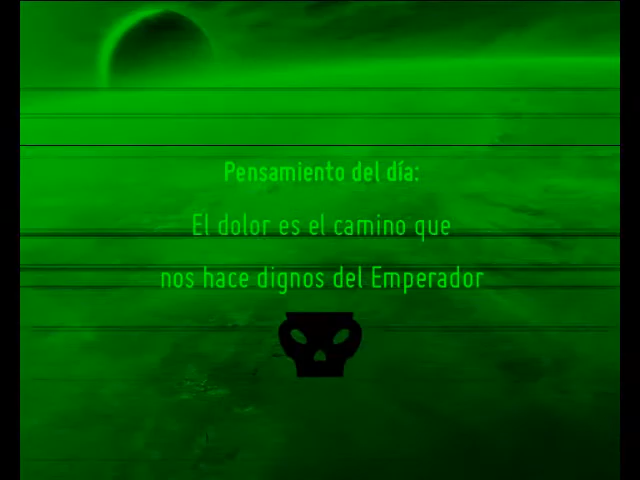 Pensamiento del día:
El dolor es el camino que
nos hace dignos del Emperador